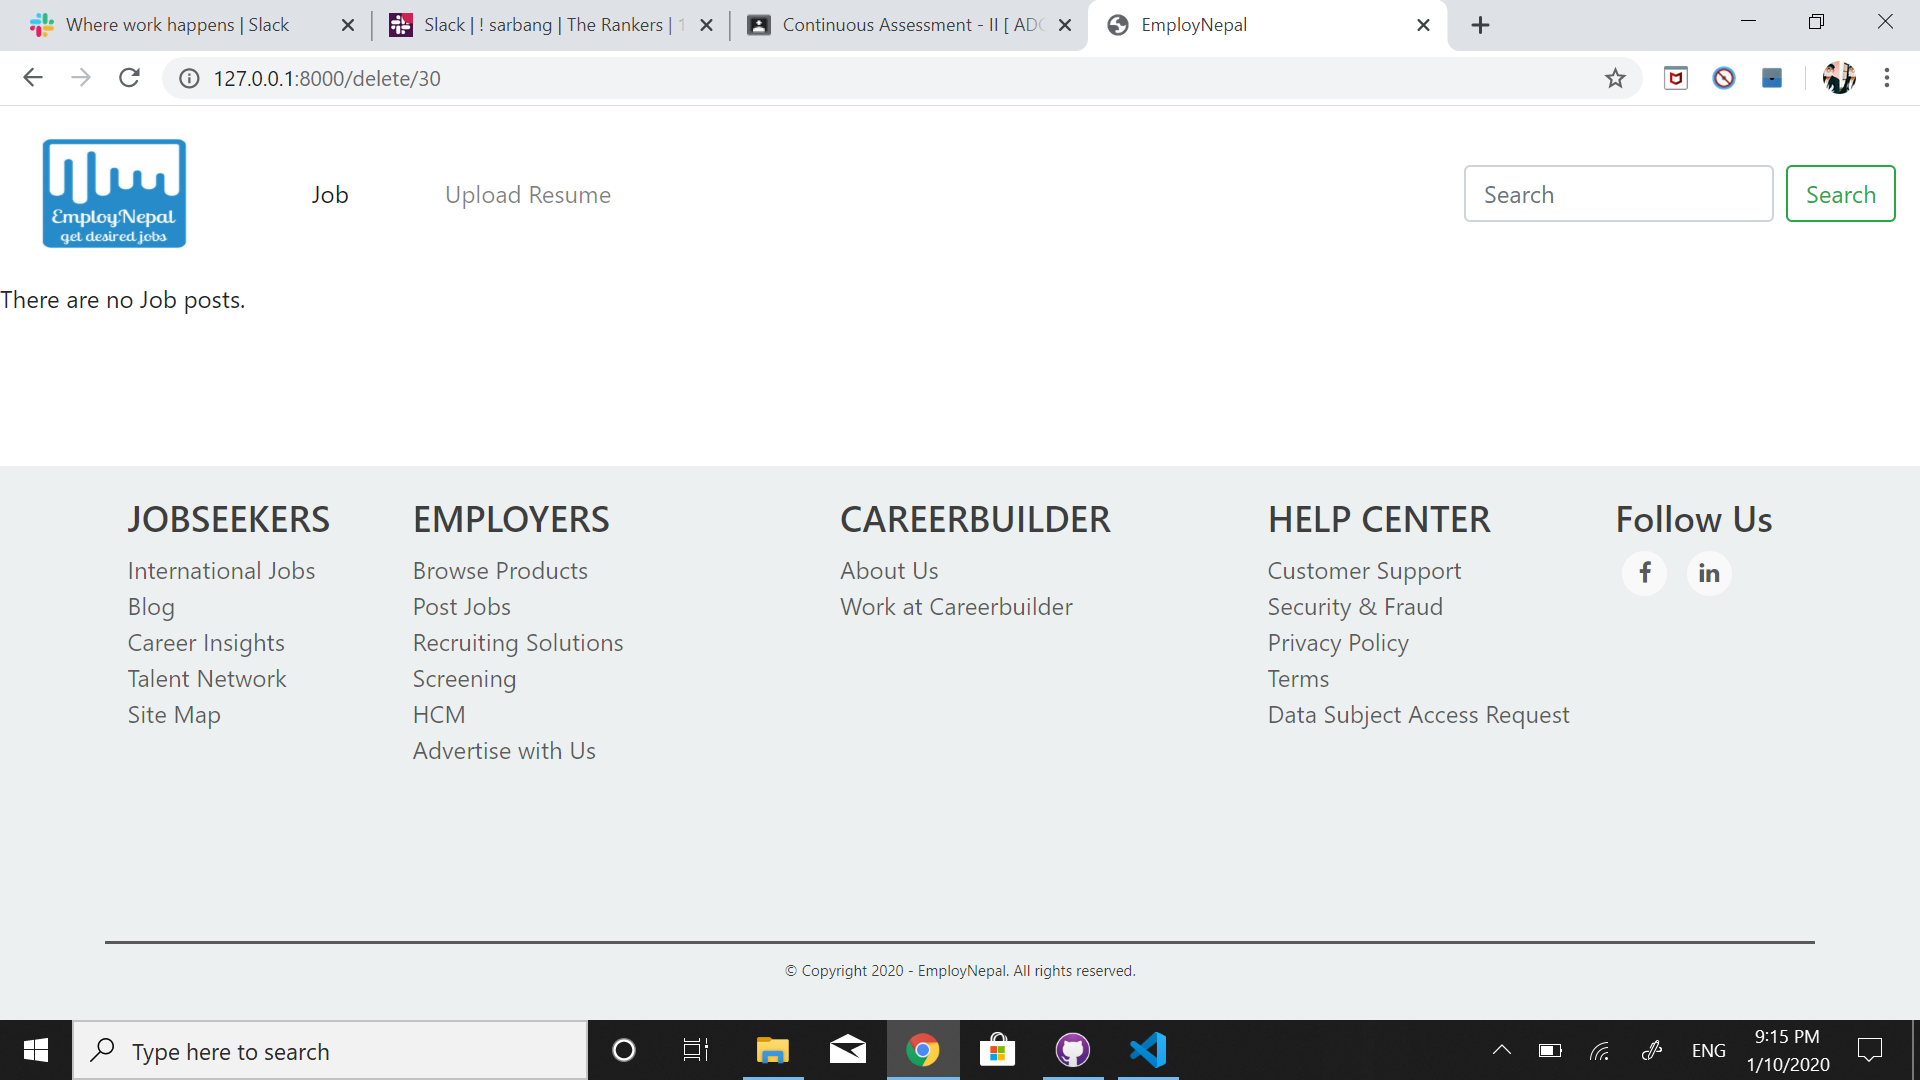 Where work happens | Slack
Slack | ! sarbang | The Rankers |
Continuous Assessment - II [
EmployNepal
127.0.0.1:8000/delete/30
EmployNepal
get desired jobs
Job
Upload Resume
Search
Search
There are no Job posts.
JOBSEEKERS
International Jobs
Blog
Career Insights
Talent Network
Site Map
EMPLOYERS
Browse Products
Post Jobs
Recruiting Solutions
Screening
HCM
Advertise with Us
CAREERBUILDER
About Us
Work at Careerbuilder
HELP CENTER
Customer Support
Security & Fraud
Privacy Policy
Terms
Data Subject Access Request
Follow Us
f
in
© Copyright 2020 - EmployNepal. All rights reserved.
Type here to search
ENG
9:15 PM
1/10/2020